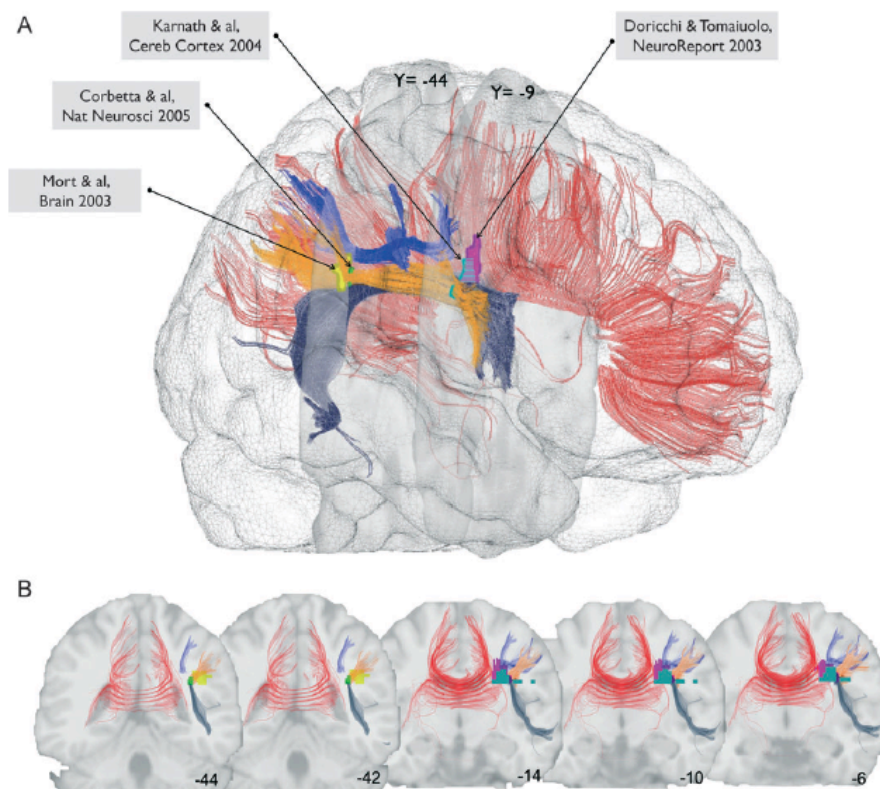 A
Karnath & al,
Cereb Cortex 2004
Doricchi & Tomaiuolo,
NeuroReport 2003
Y= -44
Y= -9
Corbetta & al,
Nat Neurosci 2005
Mort & al,
Brain 2003
B
-44
-42
-14
-10
-6